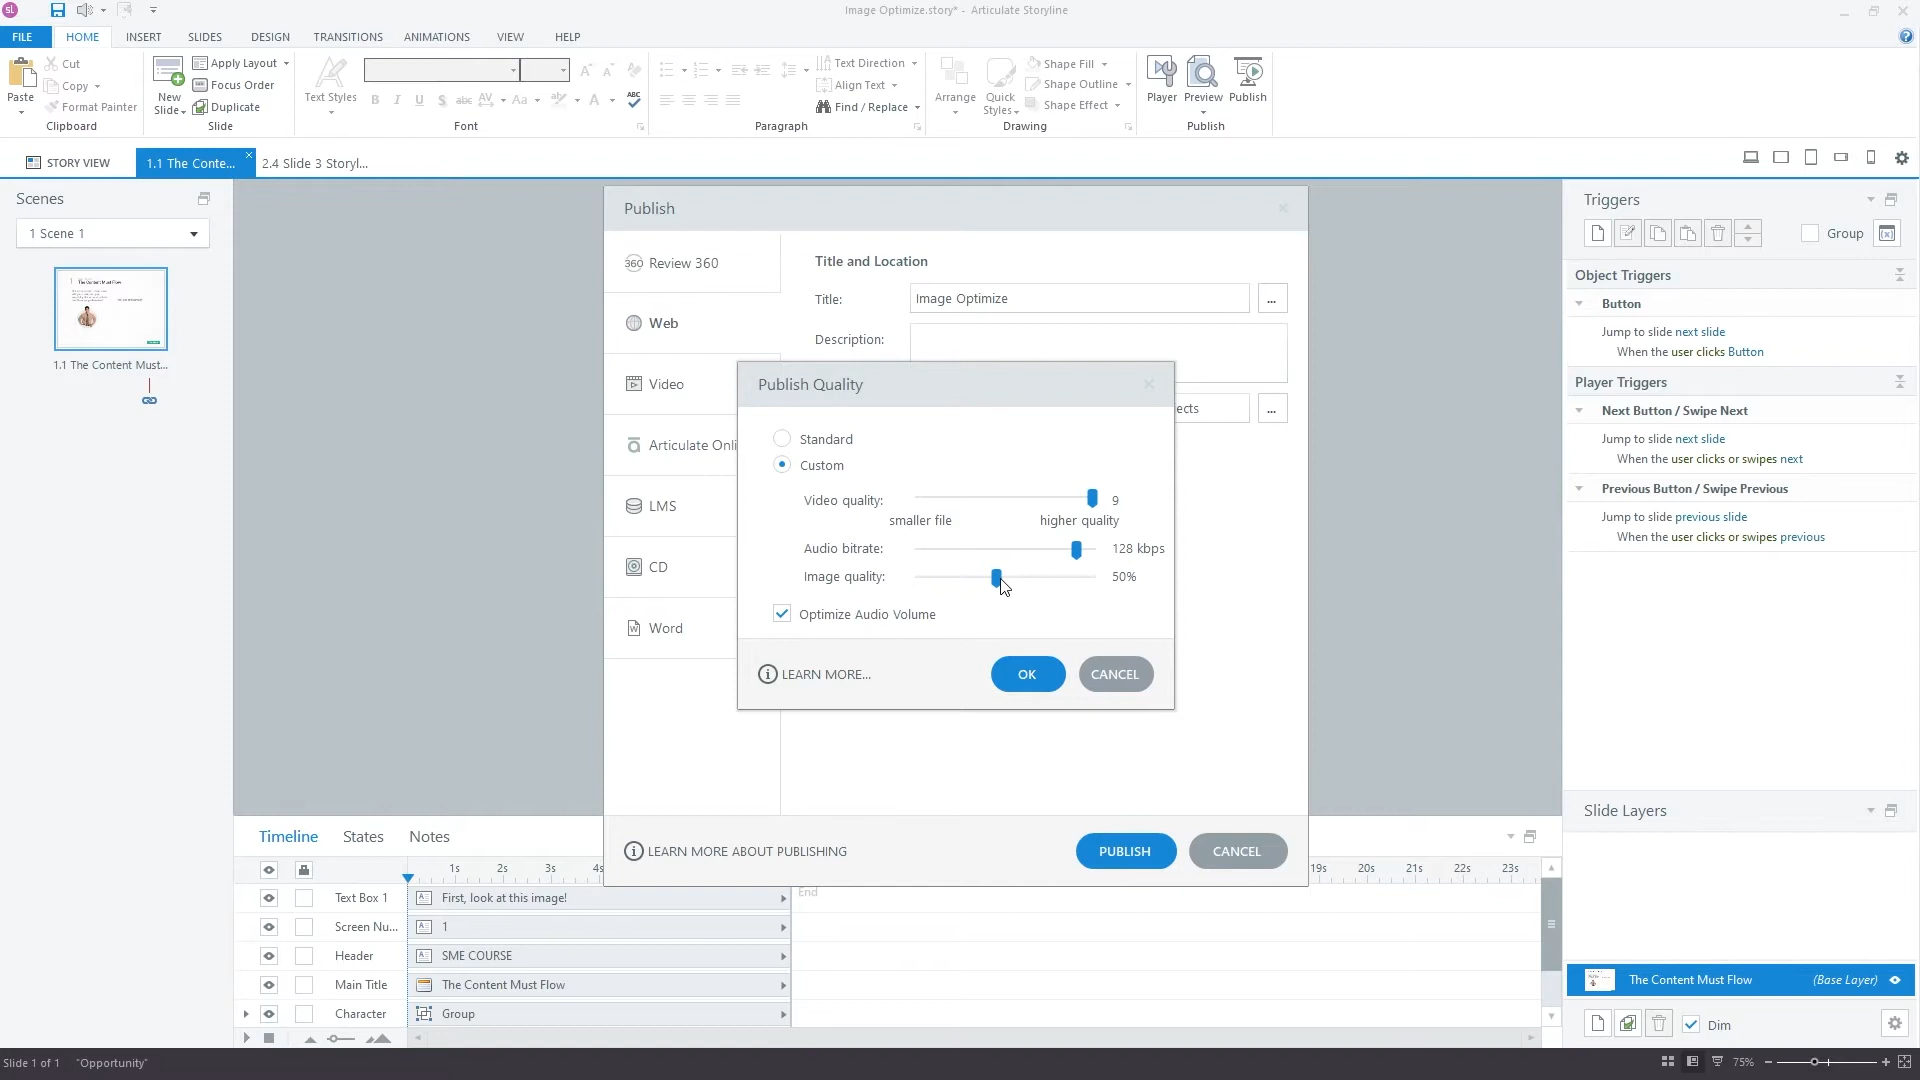 sl
Image Optimize.story* - Articulate Storyline
FILE HOME INSERT SLIDES DESIGN TRANSITIONS ANIMATIONS VIEW HELP
Paste
Cut
Copy
Format Painter
Clipboard
New Slide
Apply Layout
Focus Order
Duplicate
Slide
Text Styles
B I U S abc AV Aa A ABC
Font
Text Direction
Align Text
Find / Replace
Paragraph
Arrange
Quick Styles
Shape Fill
Shape Outline
Shape Effect
Drawing
Player
Preview
Publish
Publish
STORY VIEW
1.1 The Conte...
2.4 Slide 3 Storyl...
Scenes
1 Scene 1
The Content Must Flow
1.1 The Content Must...
Publish
360 Review 360
Web
Video
Articulate Onli
LMS
CD
Word
Title and Location
Title: Image Optimize ...
Description:
ects ...
Publish Quality
Standard
Custom
Video quality: 9
smaller file higher quality
Audio bitrate: 128 kbps
Image quality: 50%
Optimize Audio Volume
LEARN MORE...
OK
CANCEL
LEARN MORE ABOUT PUBLISHING
PUBLISH
CANCEL
Triggers
Group
Object Triggers
Button
Jump to slide next slide
When the user clicks Button
Player Triggers
Next Button / Swipe Next
Jump to slide next slide
When the user clicks or swipes next
Previous Button / Swipe Previous
Jump to slide previous slide
When the user clicks or swipes previous
Slide Layers
The Content Must Flow (Base Layer)
Dim
Timeline States Notes
1s 2s 3s 4s 19s 20s 21s 22s 23s
End
Text Box 1 First, look at this image!
Screen Nu... 1
Header SME COURSE
Main Title The Content Must Flow
Character Group
Slide 1 of 1 "Opportunity"
75%